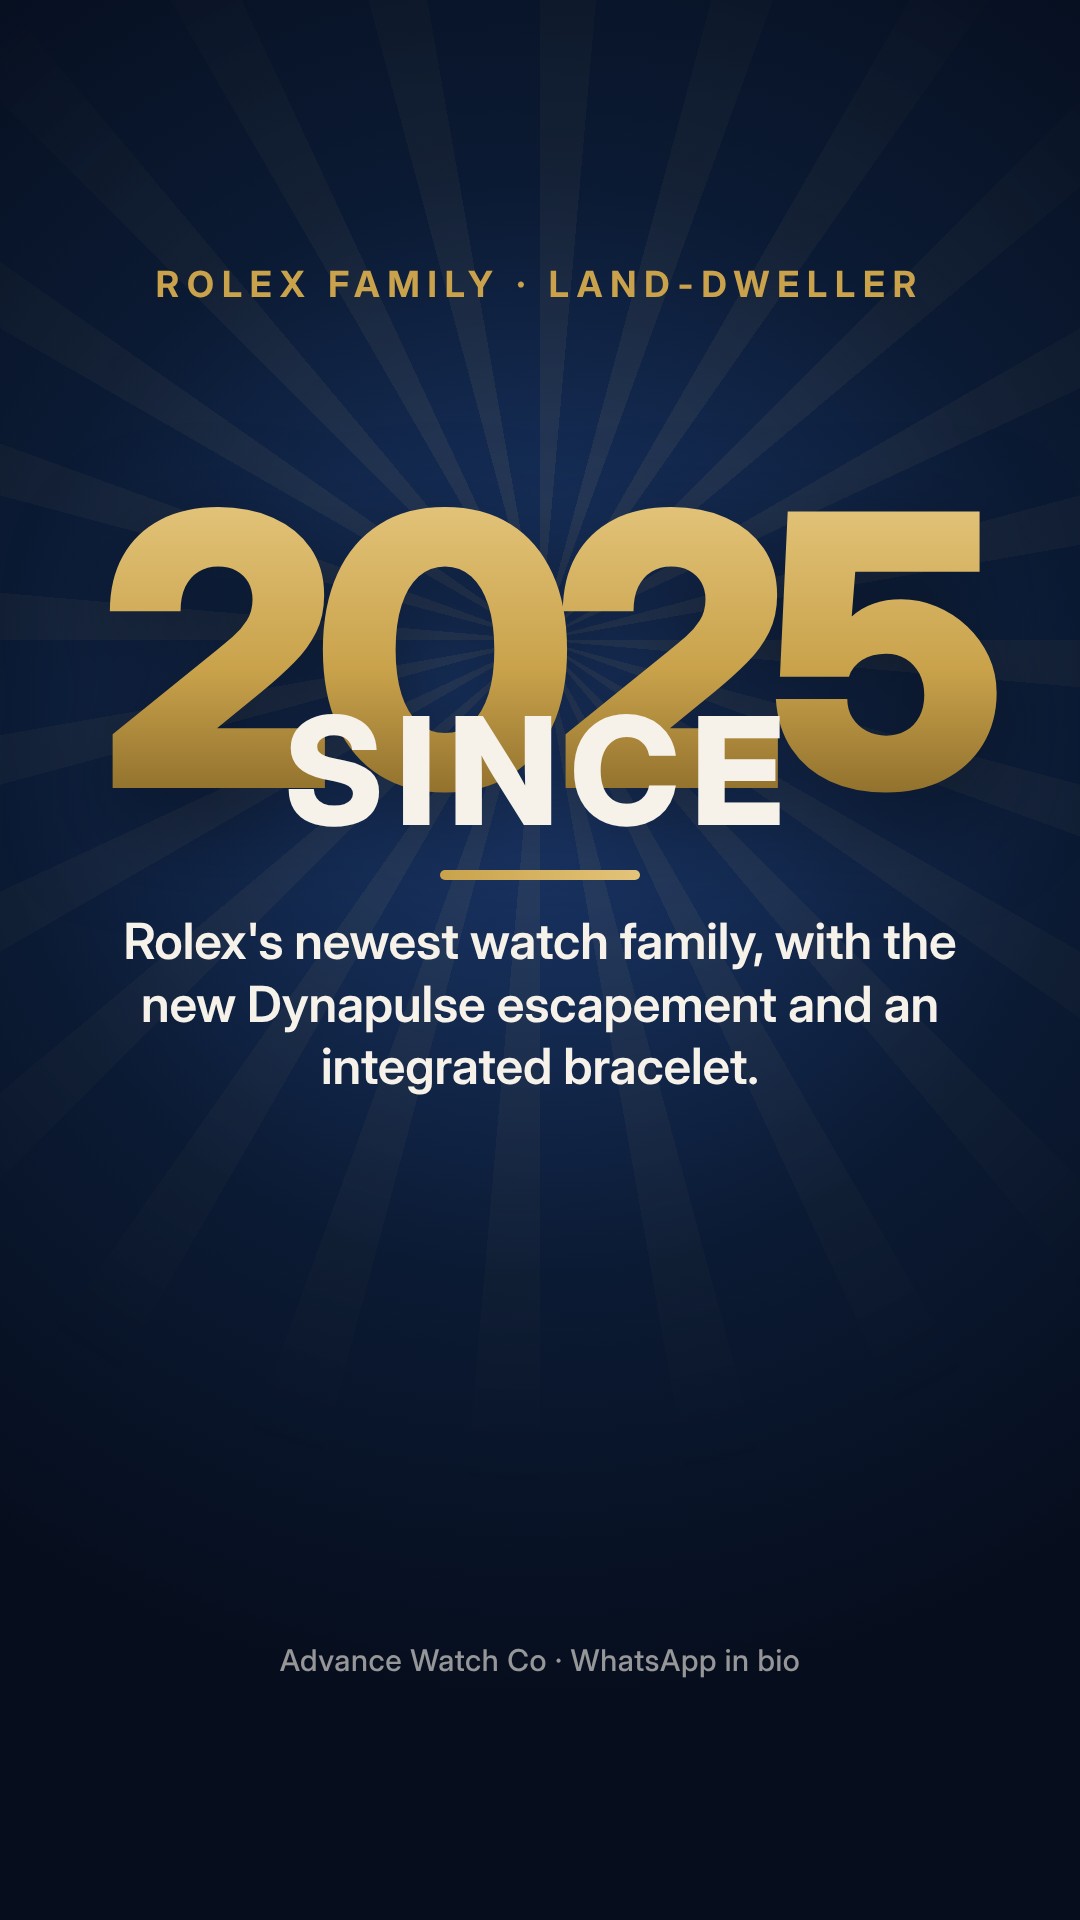 ROLEX FAMILY · LAND-DWELLER
2025
SINCE
Rolex's newest watch family, with the
new Dynapulse escapement and an
integrated bracelet.
Advance Watch Co · WhatsApp in bio